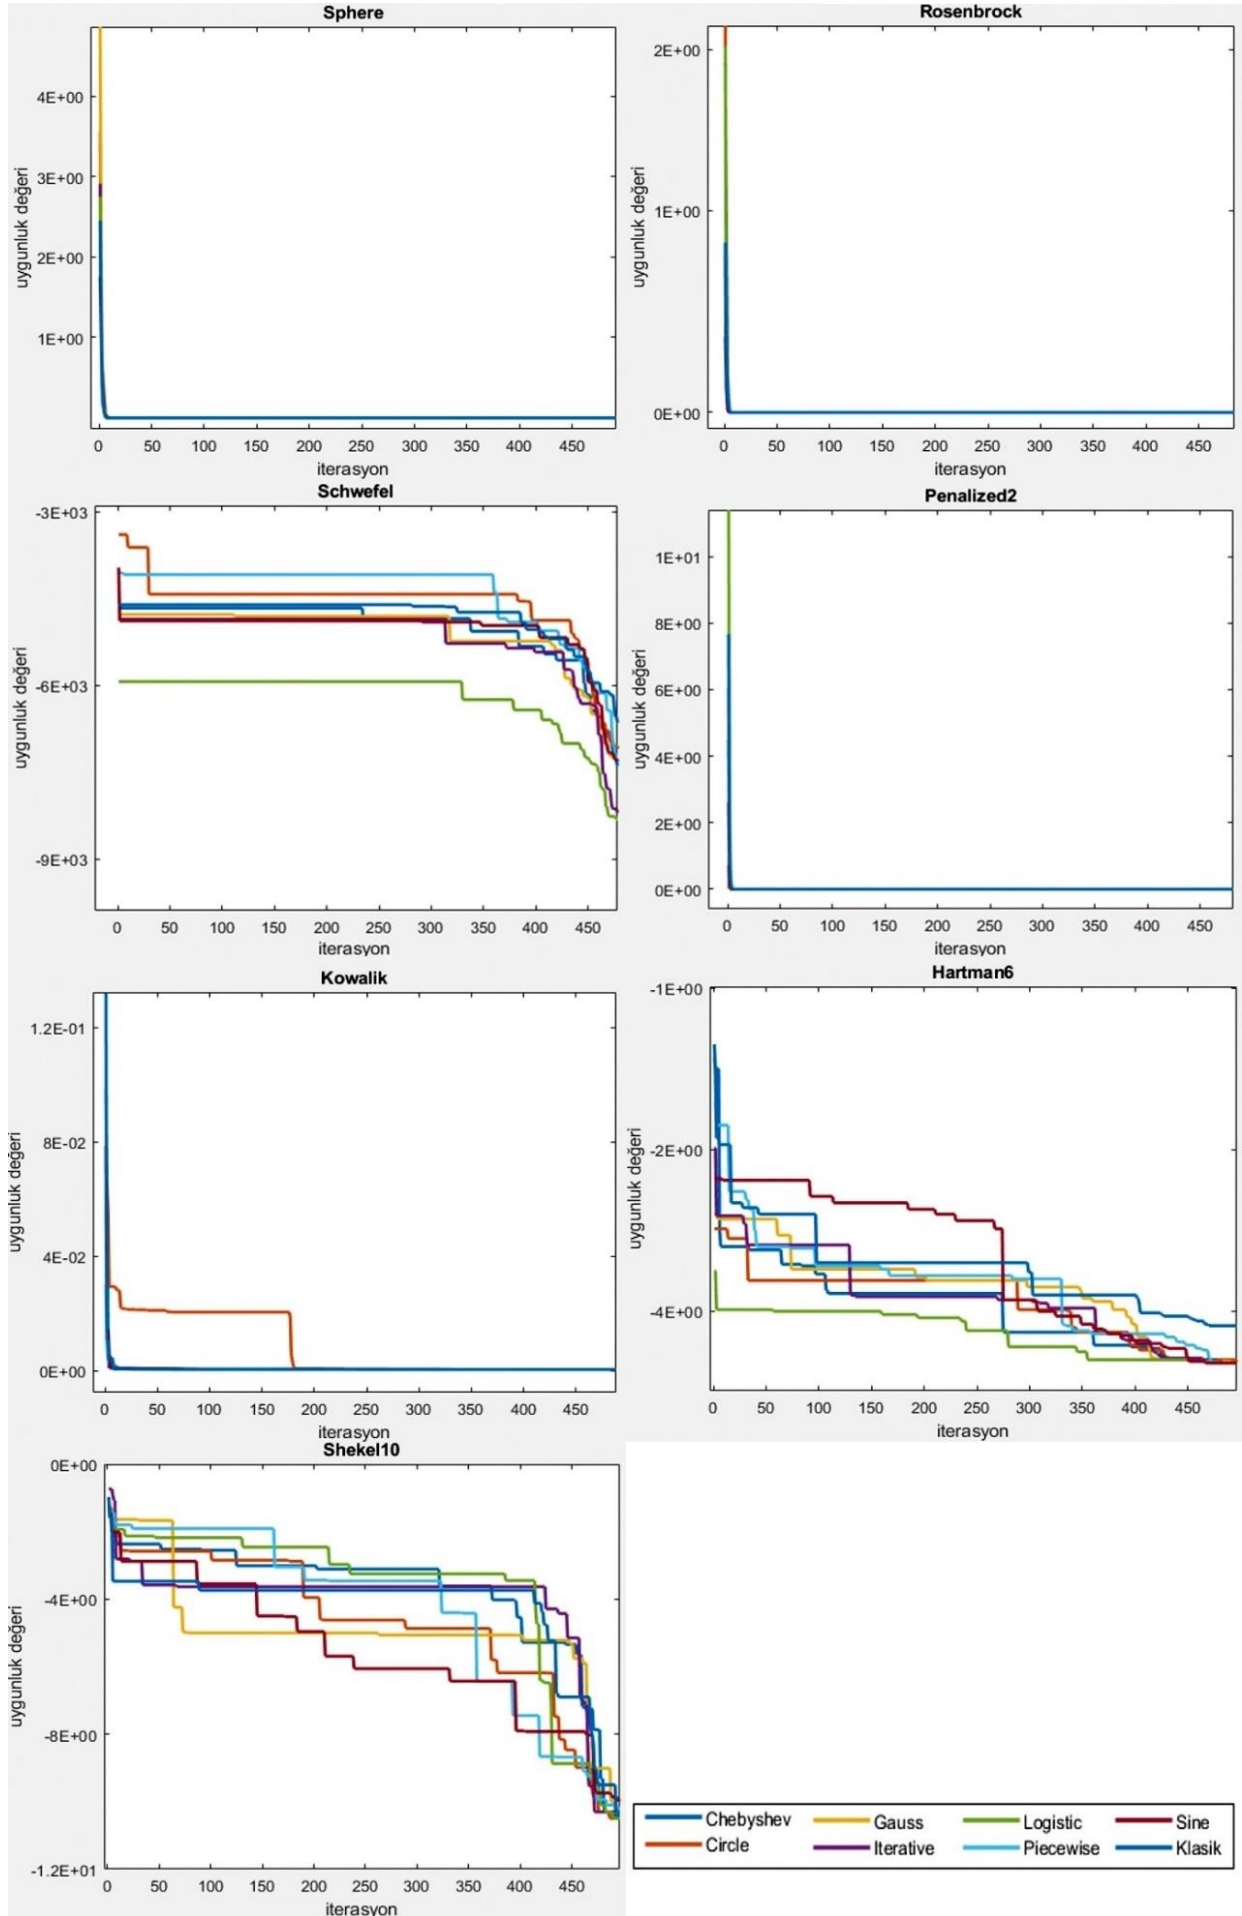 Sphere
4E+00
3E+00
2E+00
1E+00
uygunluk değeri
0 50 100 150 200 250 300 350 400 450
iterasyon
Rosenbrock
2E+00
1E+00
0E+00
uygunluk değeri
0 50 100 150 200 250 300 350 400 450
iterasyon
Schwefel
-3E+03
-6E+03
-9E+03
uygunluk değeri
0 50 100 150 200 250 300 350 400 450
iterasyon
Penalized2
1E+01
8E+00
6E+00
4E+00
2E+00
0E+00
uygunluk değeri
0 50 100 150 200 250 300 350 400 450
iterasyon
Kowalik
1.2E-01
8E-02
4E-02
0E+00
uygunluk değeri
0 50 100 150 200 250 300 350 400 450
iterasyon
Hartman6
-1E+00
-2E+00
-4E+00
uygunluk değeri
0 50 100 150 200 250 300 350 400 450
iterasyon
Shekel10
0E+00
-4E+00
-8E+00
-1.2E+01
uygunluk değeri
0 50 100 150 200 250 300 350 400 450
iterasyon
Chebyshev Gauss Logistic Sine
Circle Iterative Piecewise Klasik